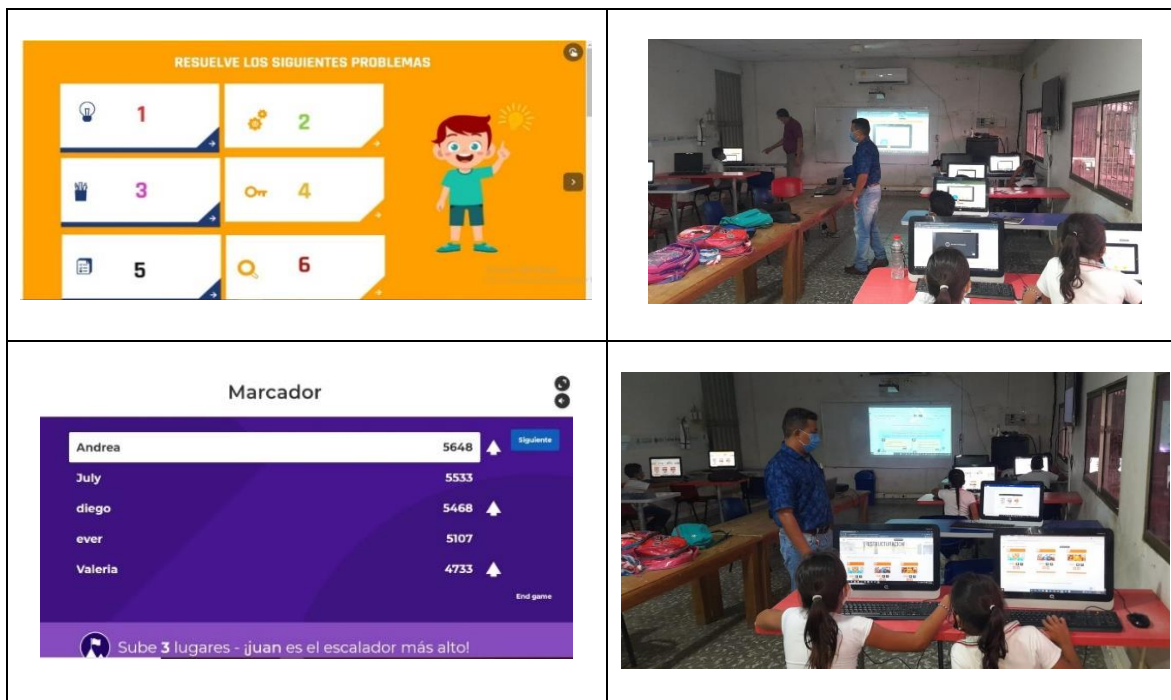 RESUELVE LOS SIGUIENTES PROBLEMAS
1
2
3
4
5
6
Marcador
Andrea 5648
Siguiente
July 5533
diego 5468
ever 5107
Valeria 4733
End game
Sube 3 lugares - ¡juan es el escalador más alto!